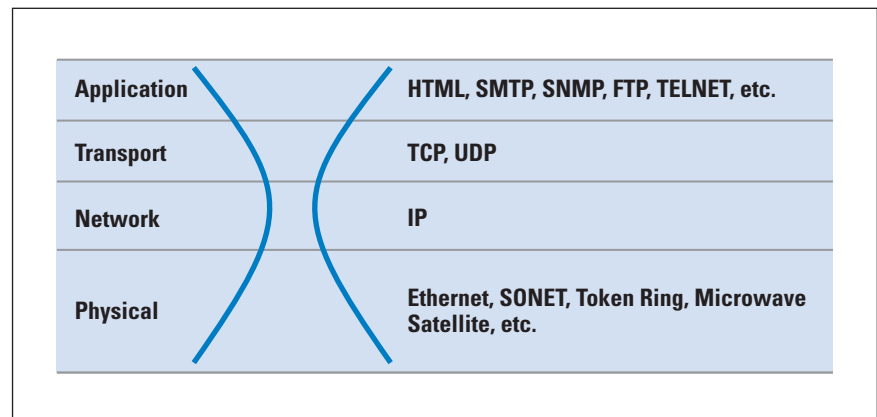 Application HTML, SMTP, SNMP, FTP, TELNET, etc.
Transport TCP, UDP
Network IP
Physical Ethernet, SONET, Token Ring, Microwave
Satellite, etc.